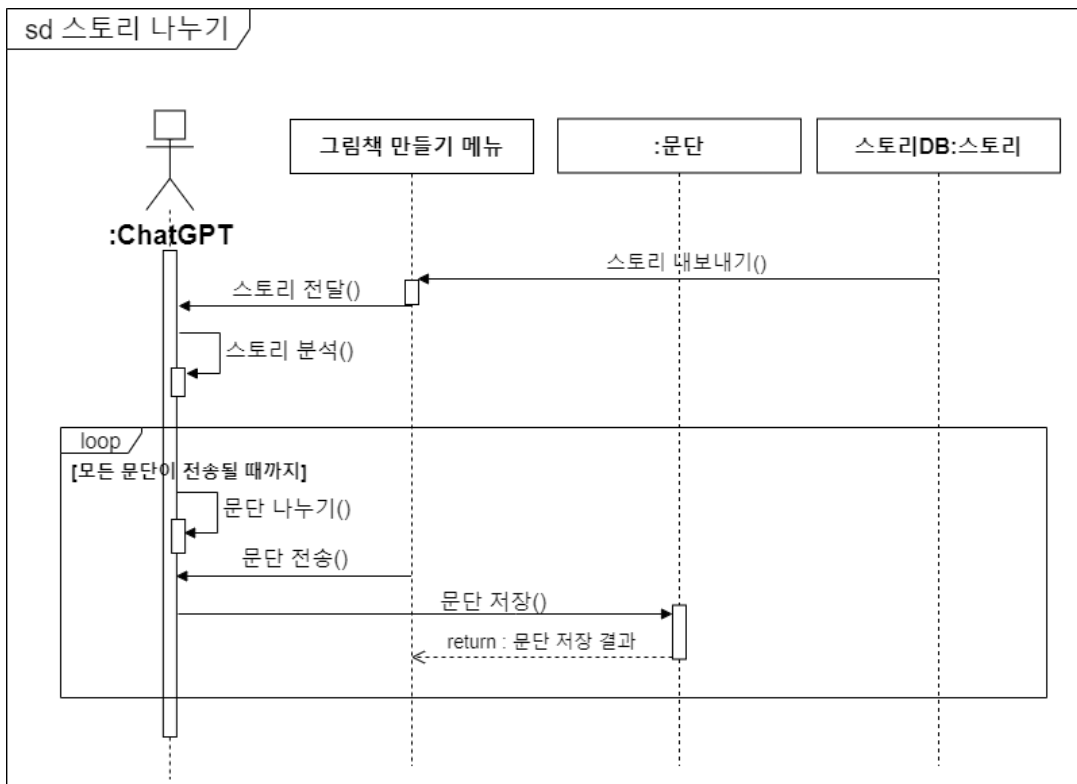 sd 스토리 나누기
그림책 만들기 메뉴
:문단
스토리DB:스토리
:ChatGPT
스토리 내보내기()
스토리 전달()
스토리 분석()
loop
[모든 문단이 전송될 때까지]
문단 나누기()
문단 전송()
문단 저장()
return : 문단 저장 결과